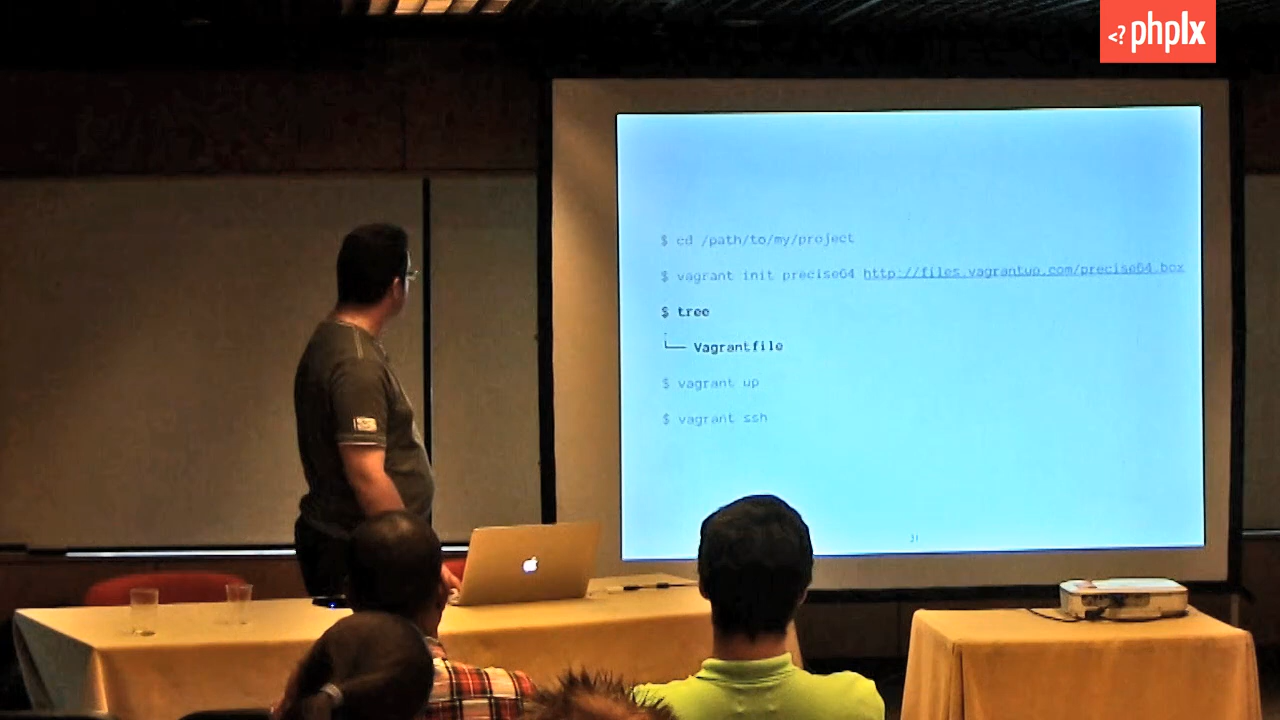 <? phplx
$ cd /path/to/my/project
$ vagrant init precise64 http://files.vagrantup.com/precise64.box
$ tree
.
└── Vagrantfile
$ vagrant up
$ vagrant ssh